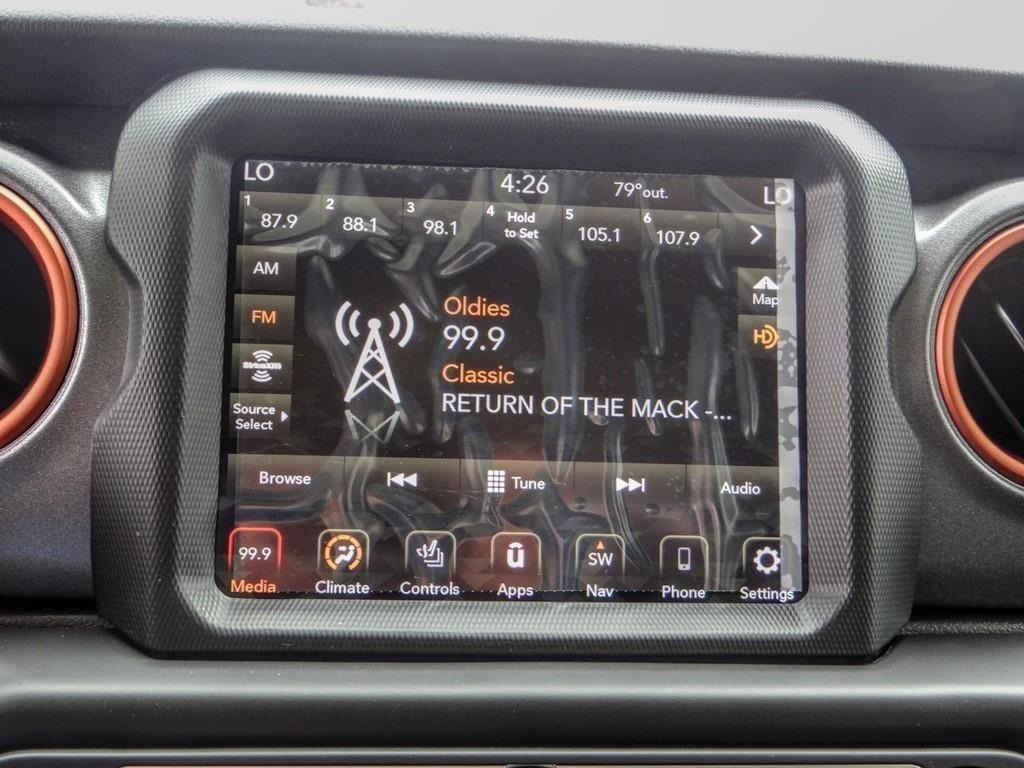 LO 4:26 79° out. LO
1 87.9 2 88.1 3 98.1 4 Hold to Set 5 105.1 6 107.9
AM
FM
SiriusXM
Source
Select
Oldies
99.9
Classic
RETURN OF THE MACK -...
Map
HD
Browse Tune Audio
99.9 SW
Media Climate Controls Apps Nav Phone Settings